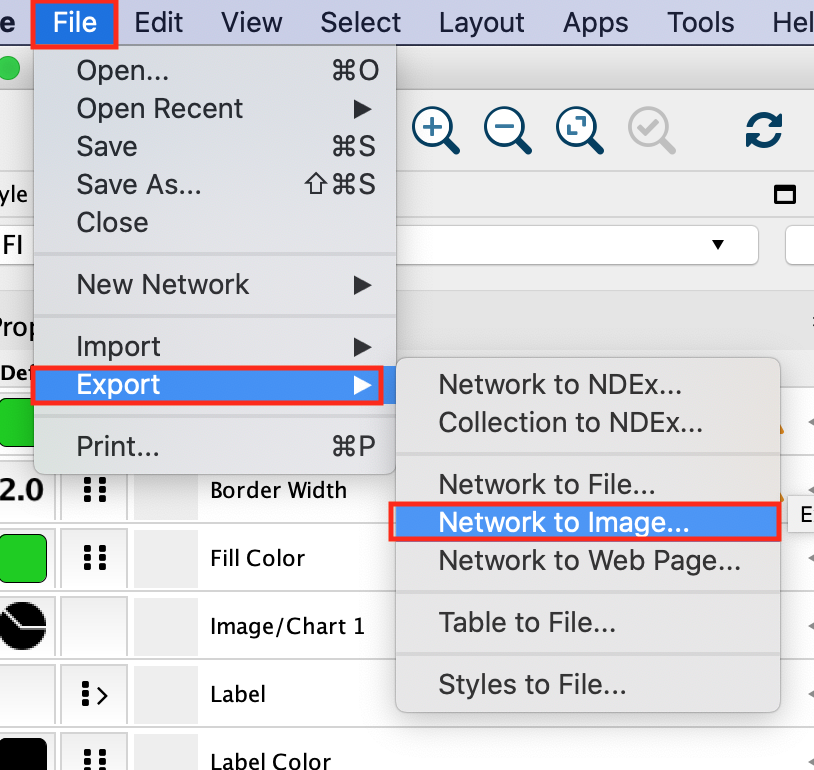 e File Edit View Select Layout Apps Tools Hel
Open... ⌘O
Open Recent ▶
Save ⌘S
Save As... ⇧⌘S
Close
yle
FI
New Network ▶
Prop
Import ▶
Def
Export ▶
Network to NDEx...
Collection to NDEx...
Print... ⌘P
Network to File...
2.0 Border Width
Network to Image...
E
Fill Color
Network to Web Page...
Image/Chart 1
Table to File...
Label
Styles to File...
Label Color